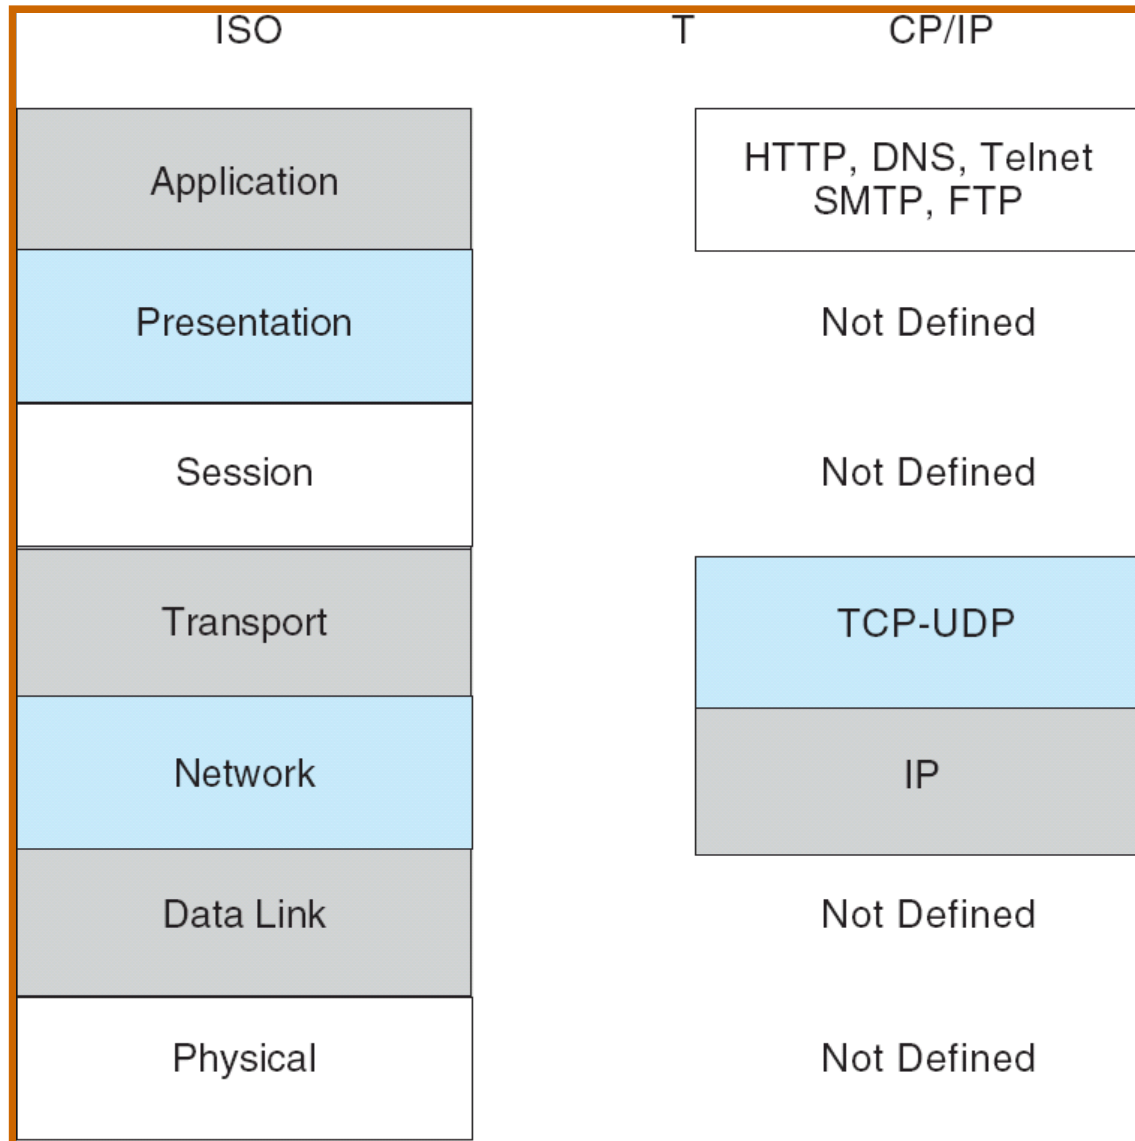 ISO T CP/IP
Application
HTTP, DNS, Telnet
SMTP, FTP
Presentation Not Defined
Session Not Defined
Transport TCP-UDP
Network IP
Data Link Not Defined
Physical Not Defined